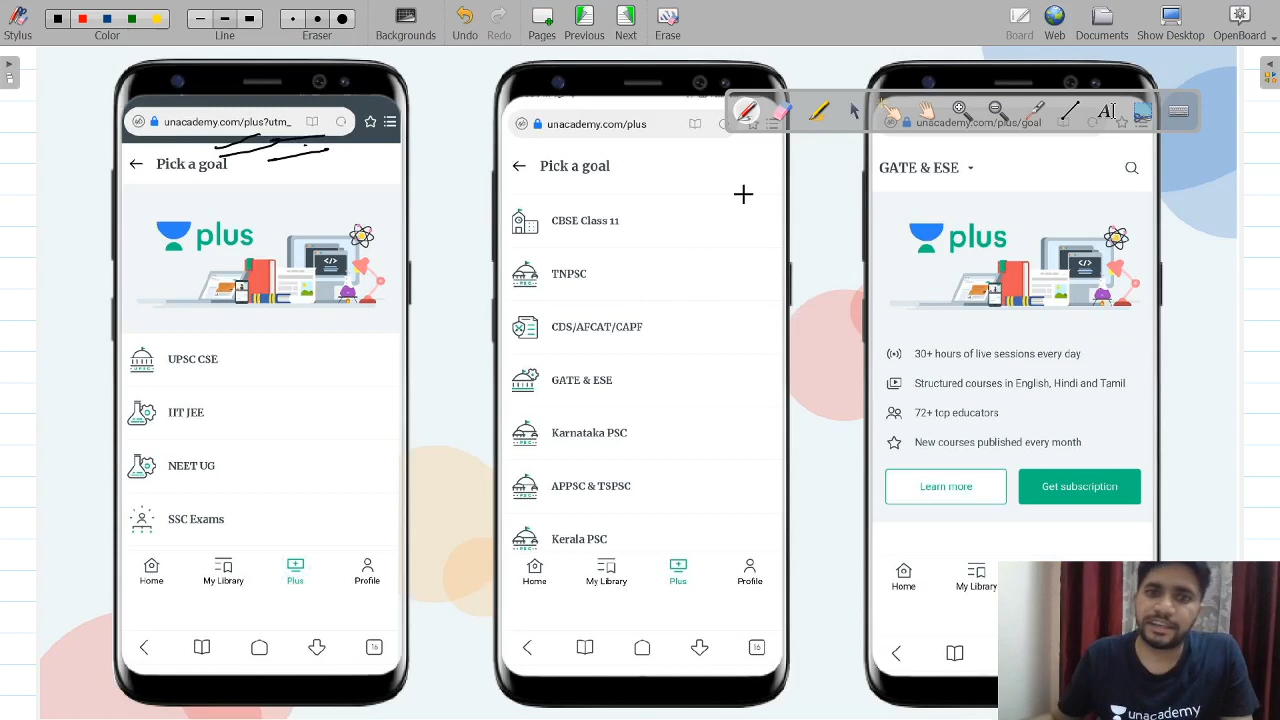 Stylus
Color
Line
Eraser
Backgrounds
Undo
Redo
Pages
Previous
Next
Erase
Board
Web
Documents
Show Desktop
OpenBoard
unacademy.com/plus?utm_
Pick a goal
plus
</>
UPSC
UPSC CSE
IIT JEE
NEET UG
SSC Exams
Home
My Library
Plus
Profile
16
unacademy.com/plus
Pick a goal
CBSE Class 11
TNPSC
CDS/AFCAT/CAPF
GATE & ESE
Karnataka PSC
APPSC & TSPSC
Kerala PSC
Home
My Library
Plus
Profile
16
unacademy.com/plus/goal
GATE & ESE
plus
</>
30+ hours of live sessions every day
Structured courses in English, Hindi and Tamil
72+ top educators
New courses published every month
Learn more
Get subscription
Home
My Library
unacademy